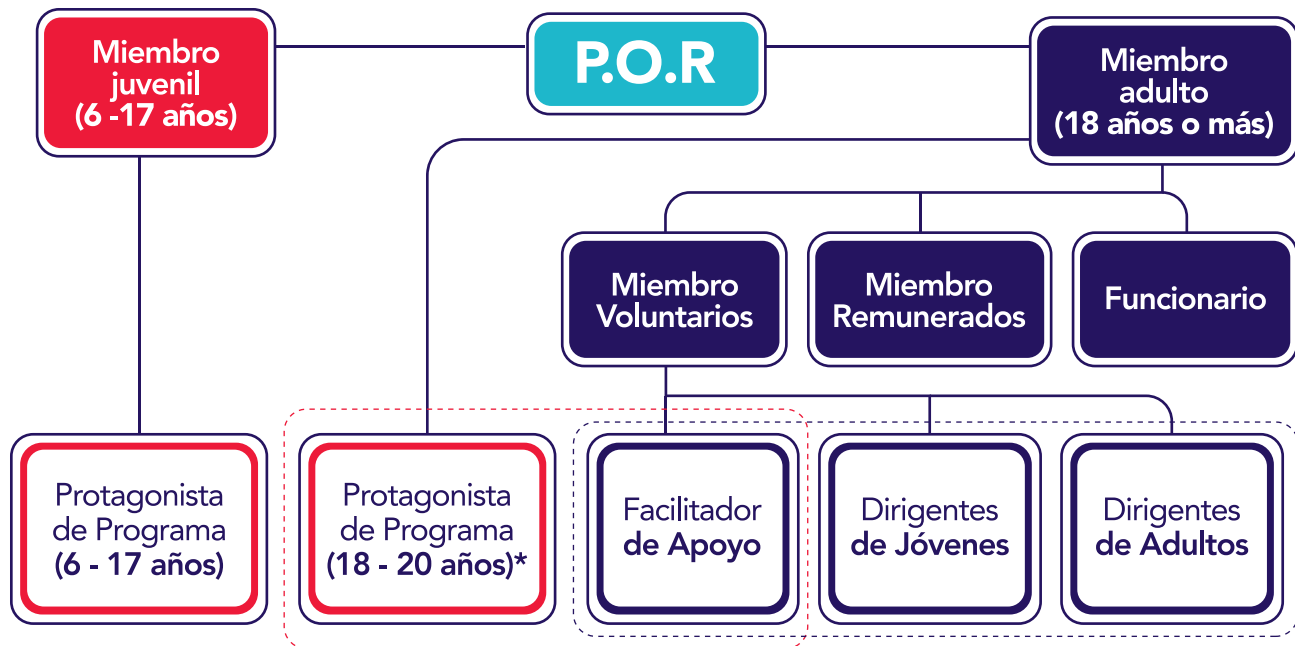 Miembro
juvenil
(6 -17 años)
P.O.R
Miembro
adulto
(18 años o más)
Miembro
Voluntarios
Miembro
Remunerados
Funcionario
Protagonista
de Programa
(6 - 17 años)
Protagonista
de Programa
(18 - 20 años)*
Facilitador
de Apoyo
Dirigentes
de Jóvenes
Dirigentes
de Adultos